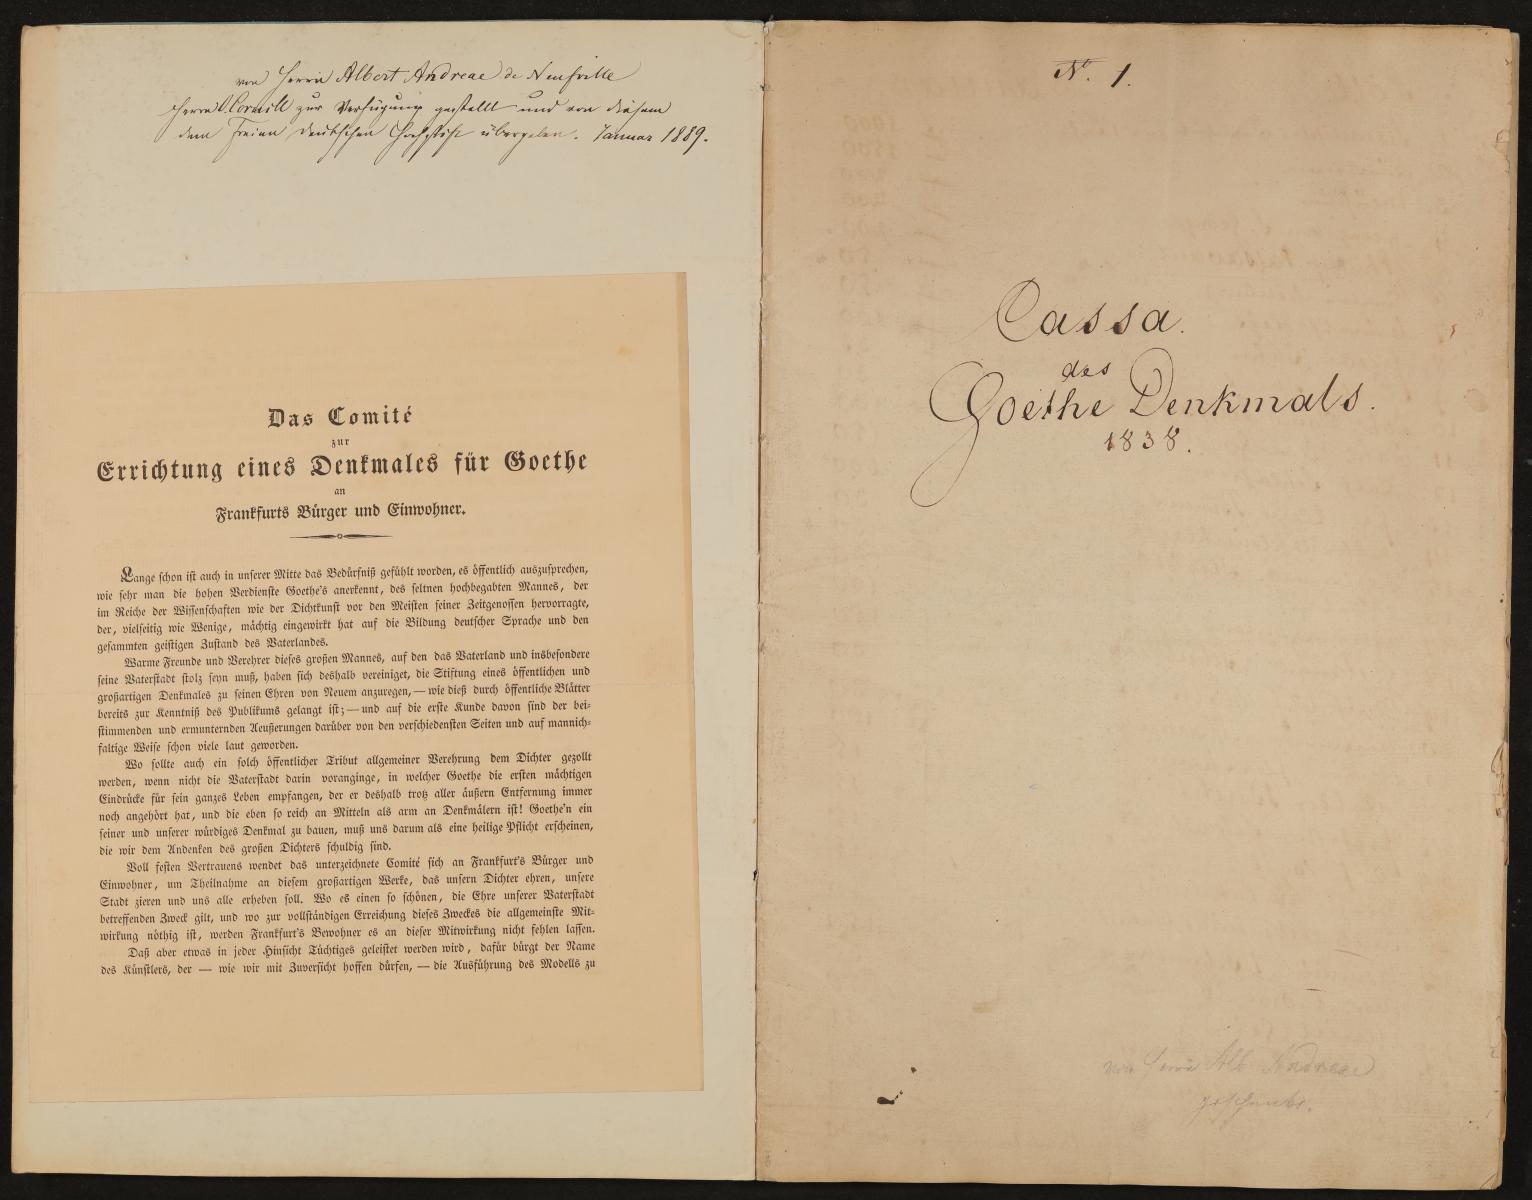 von Herrn Albert Andreae de Neufville
Herrn Cornill zur Verfügung gestellt und von diesem
dem Freien Deutschen Hochstift übergeben. Januar 1889.
Das Comité
zur
Errichtung eines Denkmales für Goethe
an
Frankfurts Bürger und Einwohner.
Lange schon ist auch in unserer Mitte das Bedürfniß gefühlt worden, es öffentlich auszusprechen,
wie sehr man die hohen Verdienste Goethe's anerkennt, des seltnen hochbegabten Mannes, der
im Reiche der Wissenschaften wie der Dichtkunst vor den Meisten seiner Zeitgenossen hervorragte,
der, vielseitig wie Wenige, mächtig eingewirkt hat auf die Bildung deutscher Sprache und den
gesammten geistigen Zustand des Vaterlandes.
Warme Freunde und Verehrer dieses großen Mannes, auf den das Vaterland und insbesondere
seine Vaterstadt stolz seyn muß, haben sich deshalb vereiniget, die Stiftung eines öffentlichen und
großartigen Denkmales zu seinen Ehren von Neuem anzuregen, — wie dieß durch öffentliche Blätter
bereits zur Kenntniß des Publikums gelangt ist; — und auf die erste Kunde davon sind der bei-
stimmenden und ermunternden Aeußerungen darüber von den verschiedensten Seiten und auf mannich-
faltige Weise schon viele laut geworden.
Wo sollte auch ein solch öffentlicher Tribut allgemeiner Verehrung dem Dichter gezollt
werden, wenn nicht die Vaterstadt darin voranginge, in welcher Goethe die ersten mächtigen
Eindrücke für sein ganzes Leben empfangen, der er deshalb trotz aller äußern Entfernung immer
noch angehört hat, und die eben so reich an Mitteln als arm an Denkmälern ist! Goethe'n ein
seiner und unserer würdiges Denkmal zu bauen, muß uns darum als eine heilige Pflicht erscheinen,
die wir dem Andenken des großen Dichters schuldig sind.
Voll festen Vertrauens wendet das unterzeichnete Comité sich an Frankfurt's Bürger und
Einwohner, um Theilnahme an diesem großartigen Werke, das unsern Dichter ehren, unsere
Stadt zieren und uns alle erheben soll. Wo es einen so schönen, die Ehre unserer Vaterstadt
betreffenden Zweck gilt, und wo zur vollständigen Erreichung dieses Zweckes die allgemeinste Mit-
wirkung nöthig ist, werden Frankfurt's Bewohner es an dieser Mitwirkung nicht fehlen lassen.
Daß aber etwas in jeder Hinsicht Tüchtiges geleistet werden wird, dafür bürgt der Name
des Künstlers, der — wie wir mit Zuversicht hoffen dürfen, — die Ausführung des Modells zu
No. 1.
Cassa.
des
Goethe Denkmals.
1838.
von Herrn Alb Andreae
geschenkt.